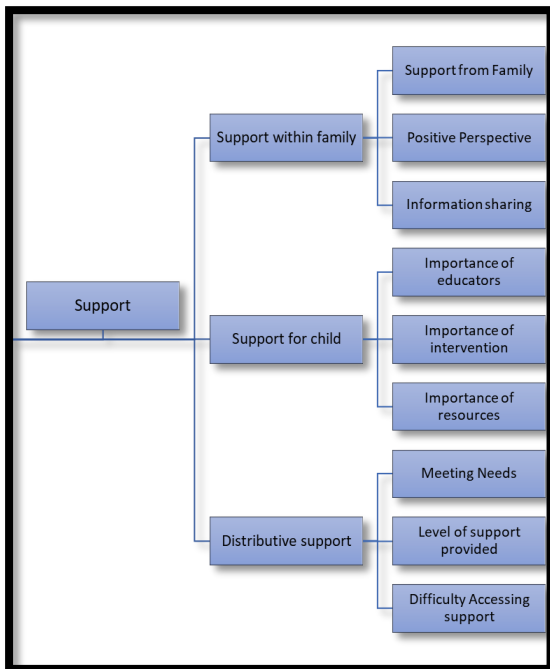 Support
Support within family
Support from Family
Positive Perspective
Information sharing
Support for child
Importance of
educators
Importance of
intervention
Importance of
resources
Distributive support
Meeting Needs
Level of support
provided
Difficulty Accessing
support